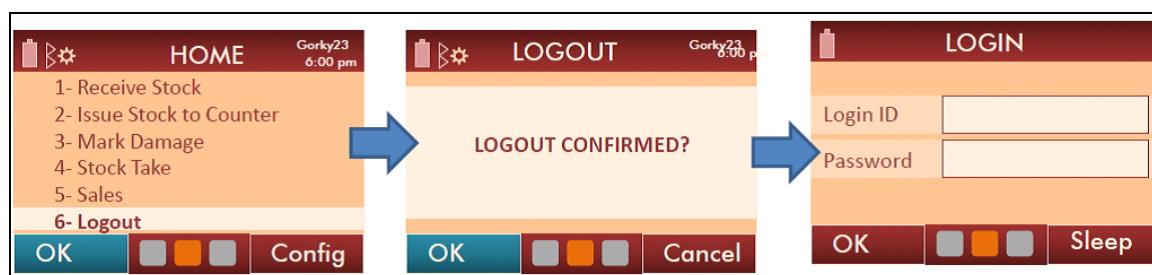 HOME
Gorky23
6:00 pm
1- Receive Stock
2- Issue Stock to Counter
3- Mark Damage
4- Stock Take
5- Sales
6- Logout
OK
Config
LOGOUT
Gorky23
6:00 pm
LOGOUT CONFIRMED?
OK
Cancel
LOGIN
Login ID
Password
OK
Sleep